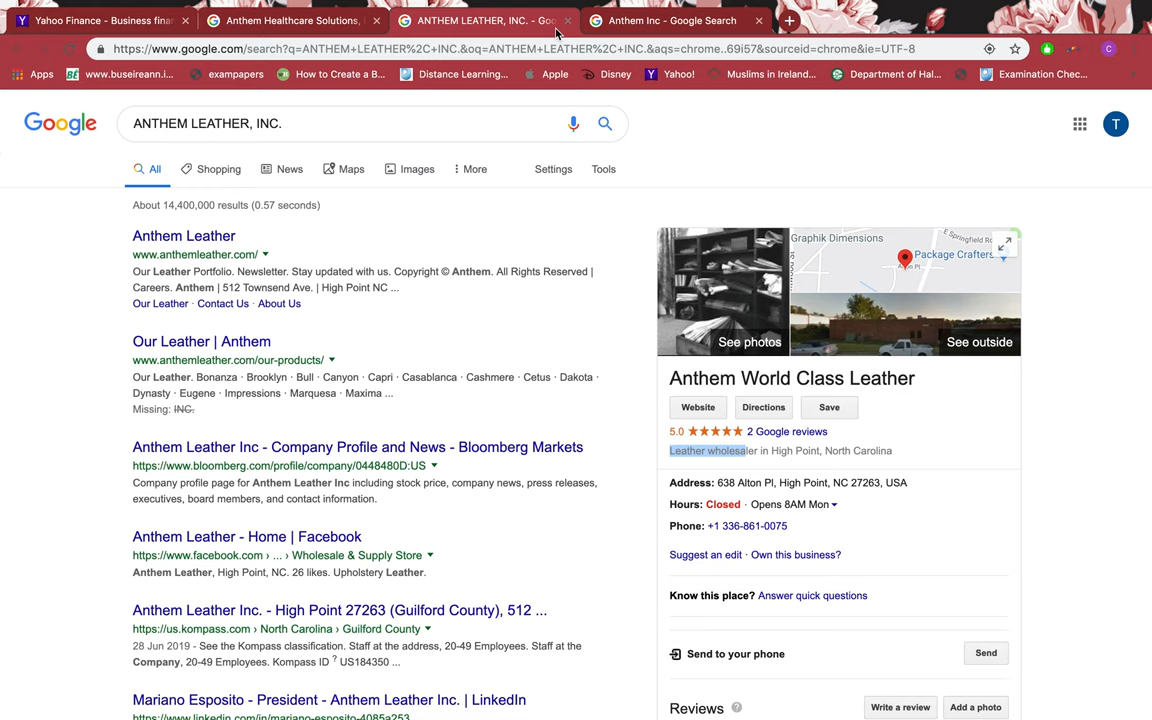 Yahoo Finance - Business finan
Anthem Healthcare Solutions,
ANTHEM LEATHER, INC. - Goo
Anthem Inc - Google Search
https://www.google.com/search?q=ANTHEM+LEATHER%2C+INC.&oq=ANTHEM+LEATHER%2C+INC.&aqs=chrome..69i57&sourceid=chrome&ie=UTF-8
C
Apps
BÉ www.buseireann.i...
exampapers
How to Create a B...
Distance Learning...
Apple
Disney
Yahoo!
Muslims in Ireland...
Department of Hal...
Examination Chec...
Google
ANTHEM LEATHER, INC.
T
All
Shopping
News
Maps
Images
More
Settings
Tools
About 14,400,000 results (0.57 seconds)
Anthem Leather
www.anthemleather.com/
Our Leather Portfolio. Newsletter. Stay updated with us. Copyright © Anthem. All Rights Reserved |
Careers. Anthem | 512 Townsend Ave. | High Point NC ...
Our Leather · Contact Us · About Us
Our Leather | Anthem
www.anthemleather.com/our-products/
Our Leather. Bonanza · Brooklyn · Bull · Canyon · Capri · Casablanca · Cashmere · Cetus · Dakota ·
Dynasty · Eugene · Impressions · Marquesa · Maxima ...
Missing: INC.
Anthem Leather Inc - Company Profile and News - Bloomberg Markets
https://www.bloomberg.com/profile/company/0448480D:US
Company profile page for Anthem Leather Inc including stock price, company news, press releases,
executives, board members, and contact information.
Anthem Leather - Home | Facebook
https://www.facebook.com › ... › Wholesale & Supply Store
Anthem Leather, High Point, NC. 26 likes. Upholstery Leather.
Anthem Leather Inc. - High Point 27263 (Guilford County), 512 ...
https://us.kompass.com › North Carolina › Guilford County
28 Jun 2019 - See the Kompass classification. Staff at the address, 20-49 Employees. Staff at the
Company, 20-49 Employees. Kompass ID ? US184350 ...
Mariano Esposito - President - Anthem Leather Inc. | LinkedIn
https://www.linkedin.com/in/mariano-esposito-4085a253
Graphik Dimensions
E Springfield Rd
Package Crafters
See photos
See outside
Anthem World Class Leather
Website
Directions
Save
5.0 ★★★★★ 2 Google reviews
Leather wholesaler in High Point, North Carolina
Address: 638 Alton Pl, High Point, NC 27263, USA
Hours: Closed · Opens 8AM Mon
Phone: +1 336-861-0075
Suggest an edit · Own this business?
Know this place? Answer quick questions
Send to your phone
Send
Reviews ?
Write a review
Add a photo